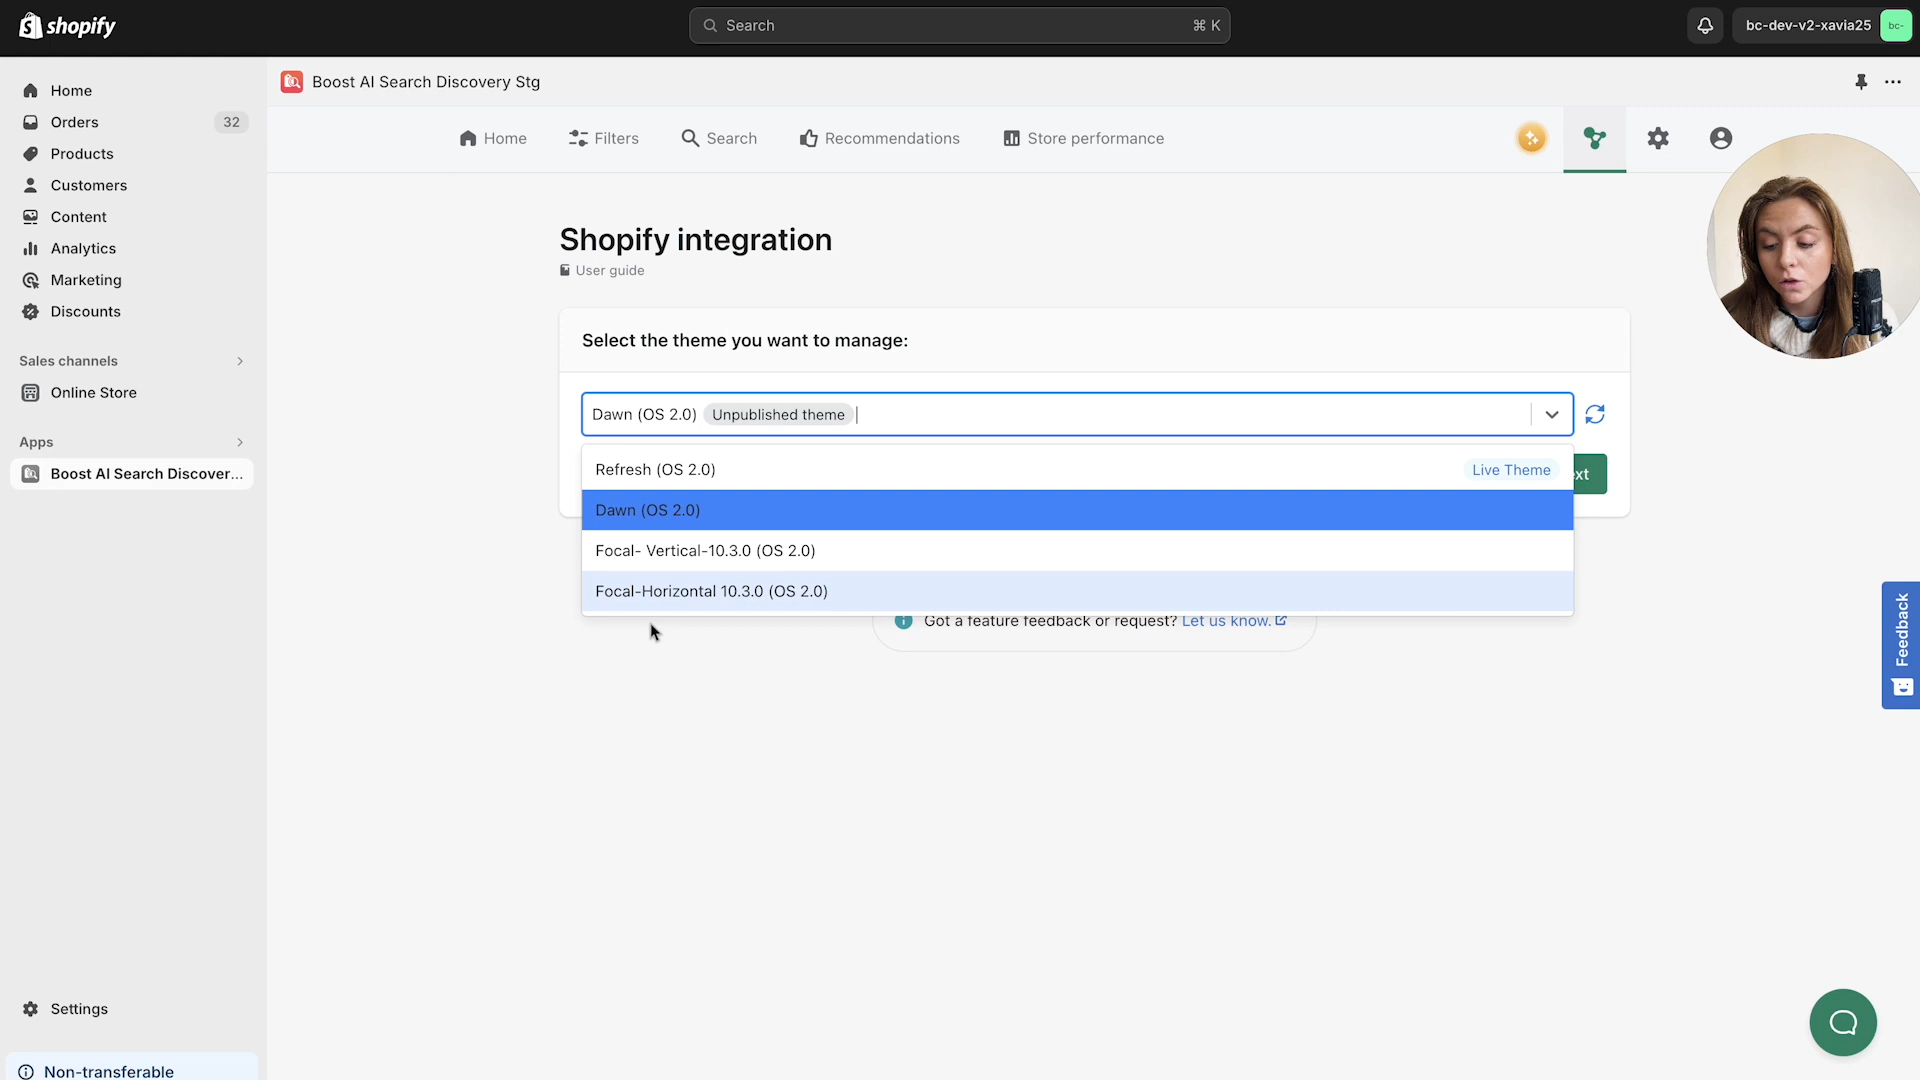 shopify
Search
⌘ K
bc-dev-v2-xavia25
bc-
Home
Orders
32
Products
Customers
Content
Analytics
Marketing
Discounts
Sales channels
Online Store
Apps
Boost AI Search Discover...
Settings
Non-transferable
Boost AI Search Discovery Stg
Home
Filters
Search
Recommendations
Store performance
Shopify integration
User guide
Select the theme you want to manage:
Dawn (OS 2.0) Unpublished theme
Refresh (OS 2.0) Live Theme
Dawn (OS 2.0)
Focal- Vertical-10.3.0 (OS 2.0)
Focal-Horizontal 10.3.0 (OS 2.0)
Got a feature feedback or request? Let us know.
Feedback